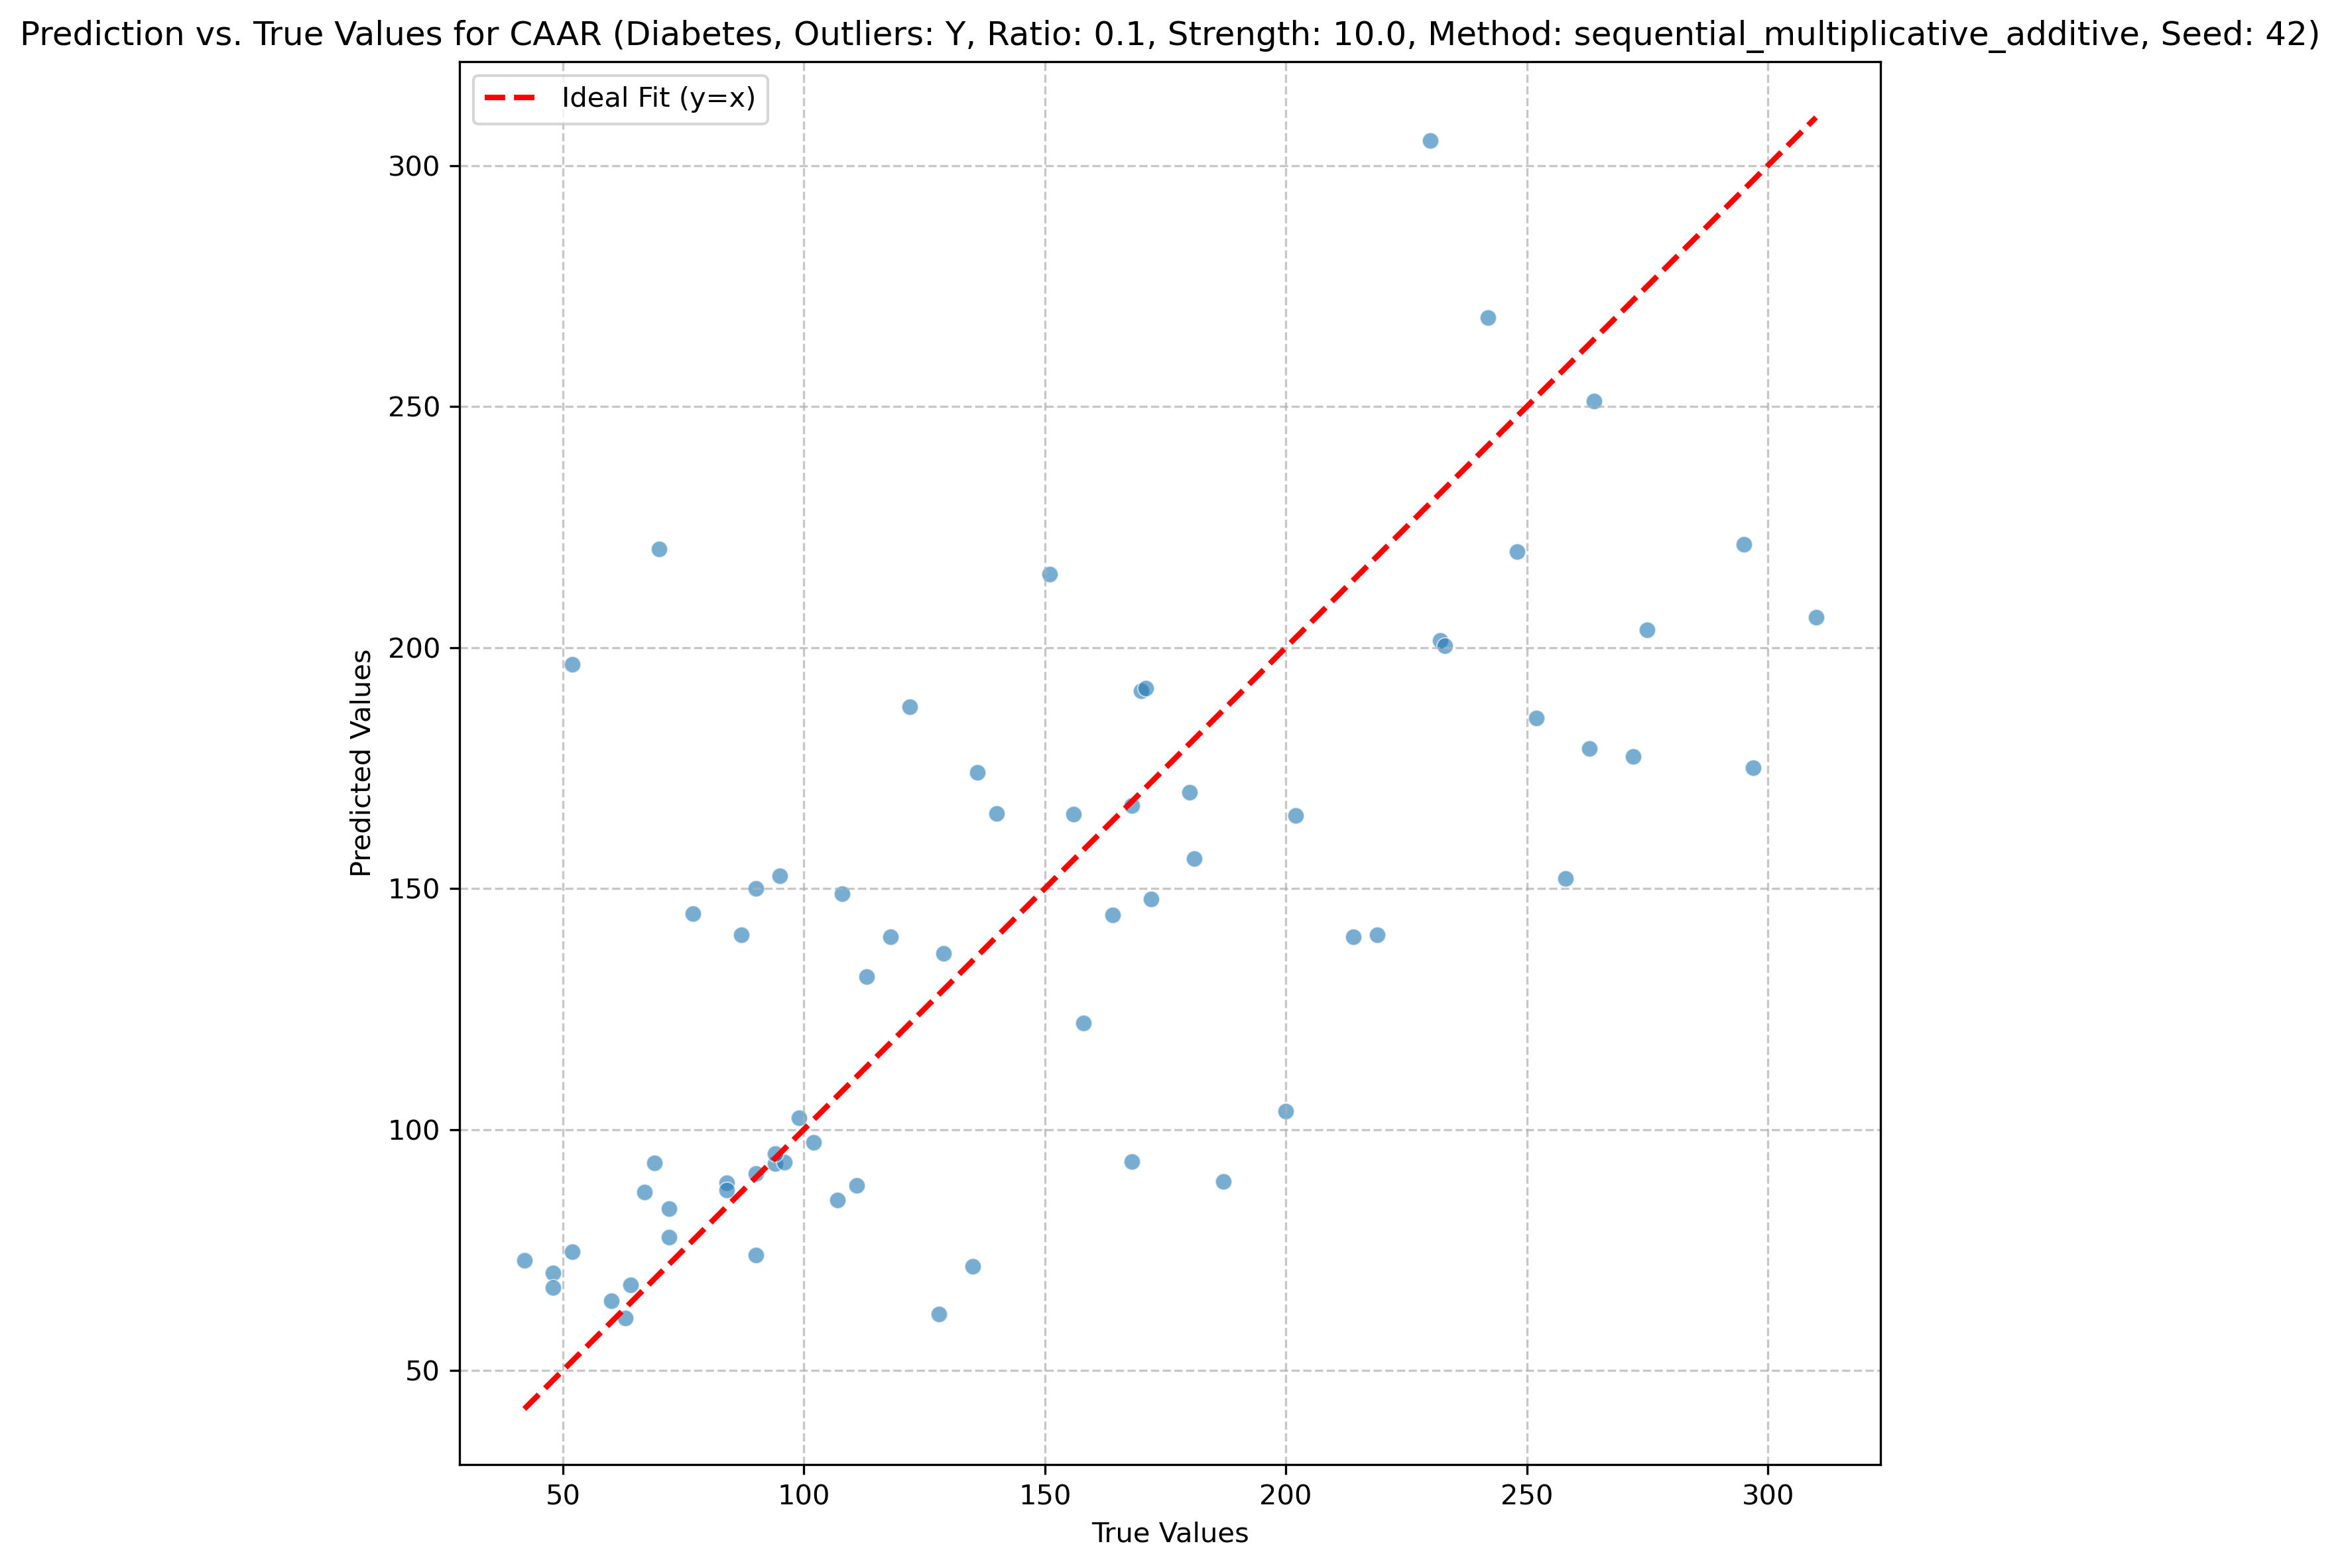 Prediction vs. True Values for CAAR (Diabetes, Outliers: Y, Ratio: 0.1, Strength: 10.0, Method: sequential_multiplicative_additive, Seed: 42)
Ideal Fit (y=x)
300
250
200
150
100
50
Predicted Values
50 100 150 200 250 300
True Values